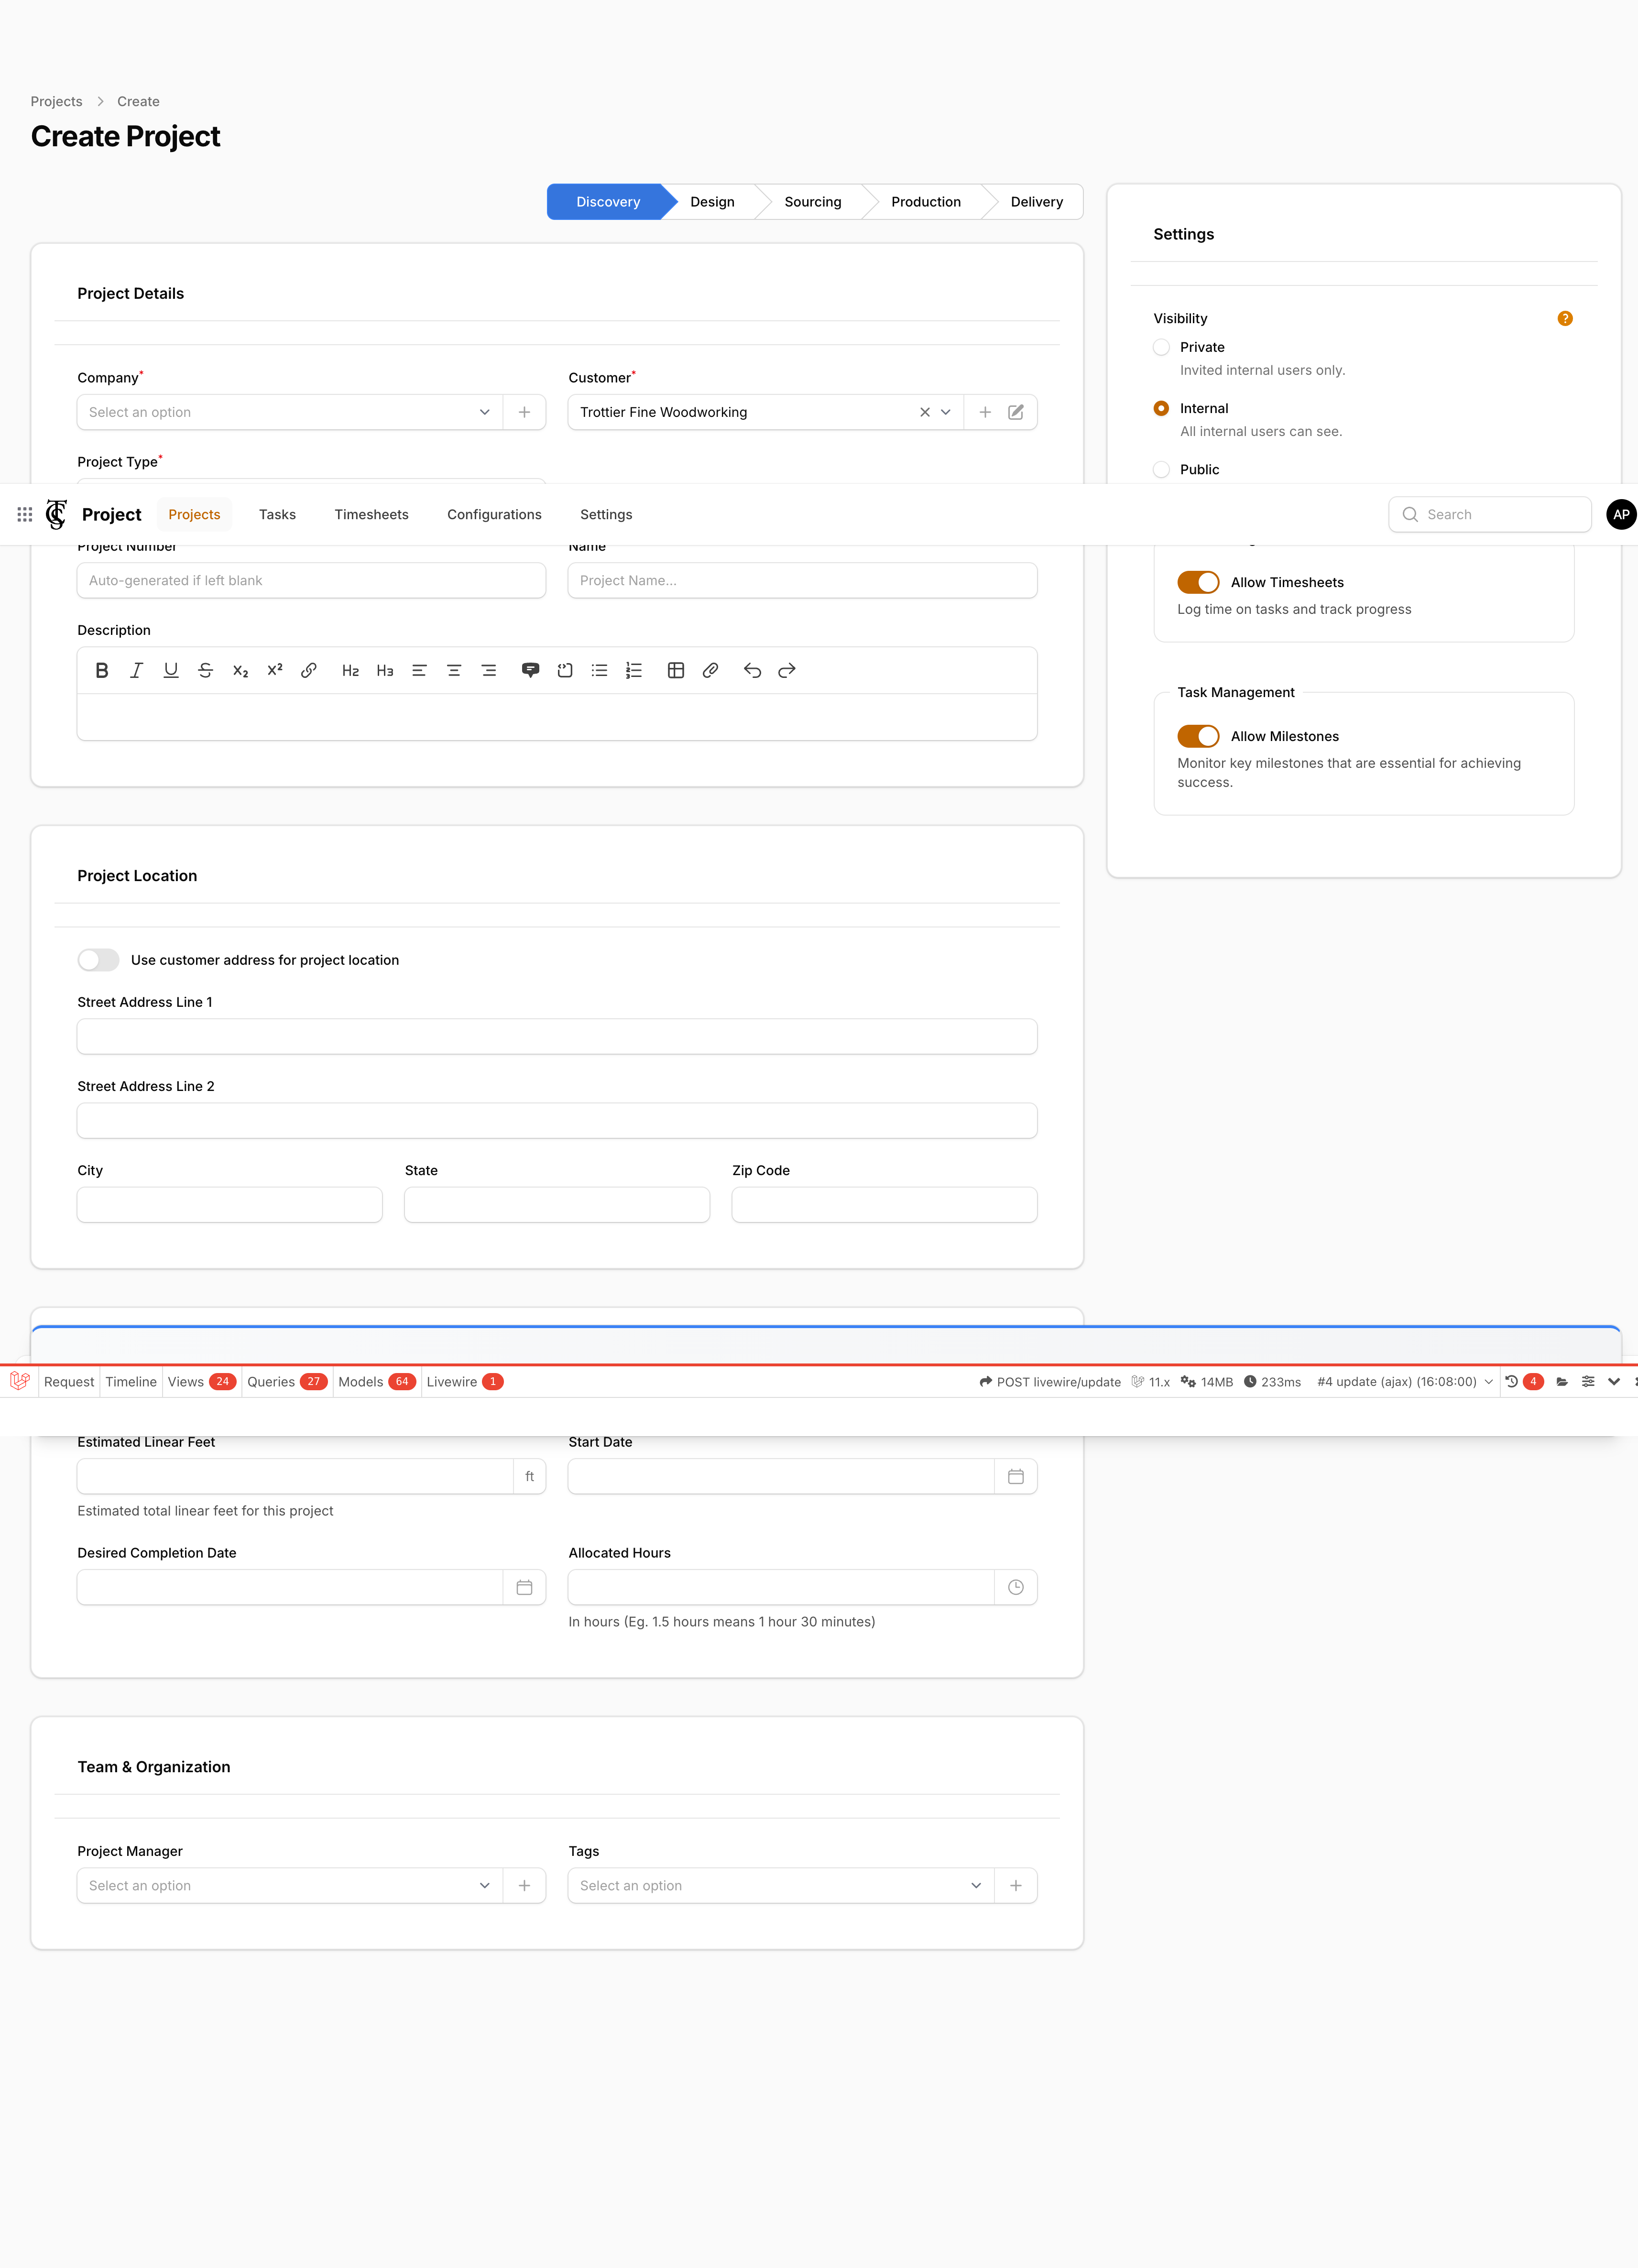 Projects > Create
Create Project
Discovery Design Sourcing Production Delivery
Project Details
Company*
Select an option
Customer*
Trottier Fine Woodworking
Project Type*
Settings
Visibility
Private
Invited internal users only.
Internal
All internal users can see.
Public
Project Projects Tasks Timesheets Configurations Settings Search AP
Project Number
Auto-generated if left blank
Name
Project Name...
Description
B I U S X₂ X² H2 H3
Allow Timesheets
Log time on tasks and track progress
Task Management
Allow Milestones
Monitor key milestones that are essential for achieving
success.
Project Location
Use customer address for project location
Street Address Line 1
Street Address Line 2
City State Zip Code
Request Timeline Views 24 Queries 27 Models 64 Livewire 1 POST livewire/update 11.x 14MB 233ms #4 update (ajax) (16:08:00) 4
Estimated Linear Feet
ft
Estimated total linear feet for this project
Start Date
Desired Completion Date
Allocated Hours
In hours (Eg. 1.5 hours means 1 hour 30 minutes)
Team & Organization
Project Manager
Select an option
Tags
Select an option